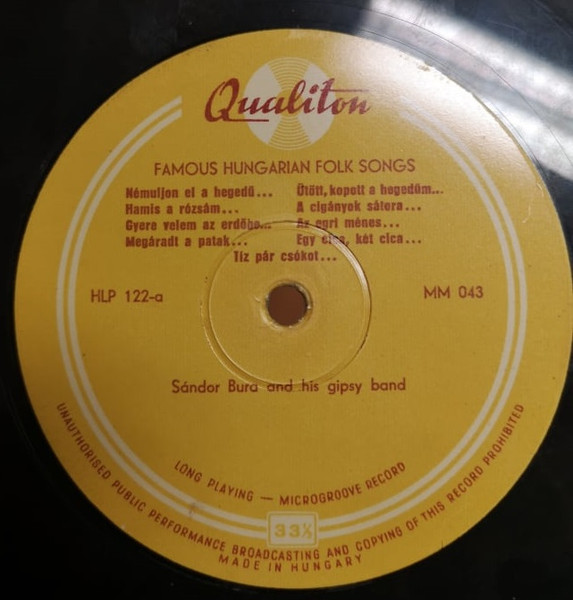 Qualiton
FAMOUS HUNGARIAN FOLK SONGS
Némuljon el a hegedű... Ütött, kopott a hegedűm...
Hamis a rózsám... A cigányok sátora...
Gyere velem az erdőbe... Az egri ménes...
Megáradt a patak... Egy cica, két cica...
Tíz pár csókot...
HLP 122-a MM 043
Sándor Bura and his gipsy band
LONG PLAYING — MICROGROOVE RECORD
33⅓
UNAUTHORISED PUBLIC PERFORMANCE BROADCASTING AND COPYING OF THIS RECORD PROHIBITED
MADE IN HUNGARY